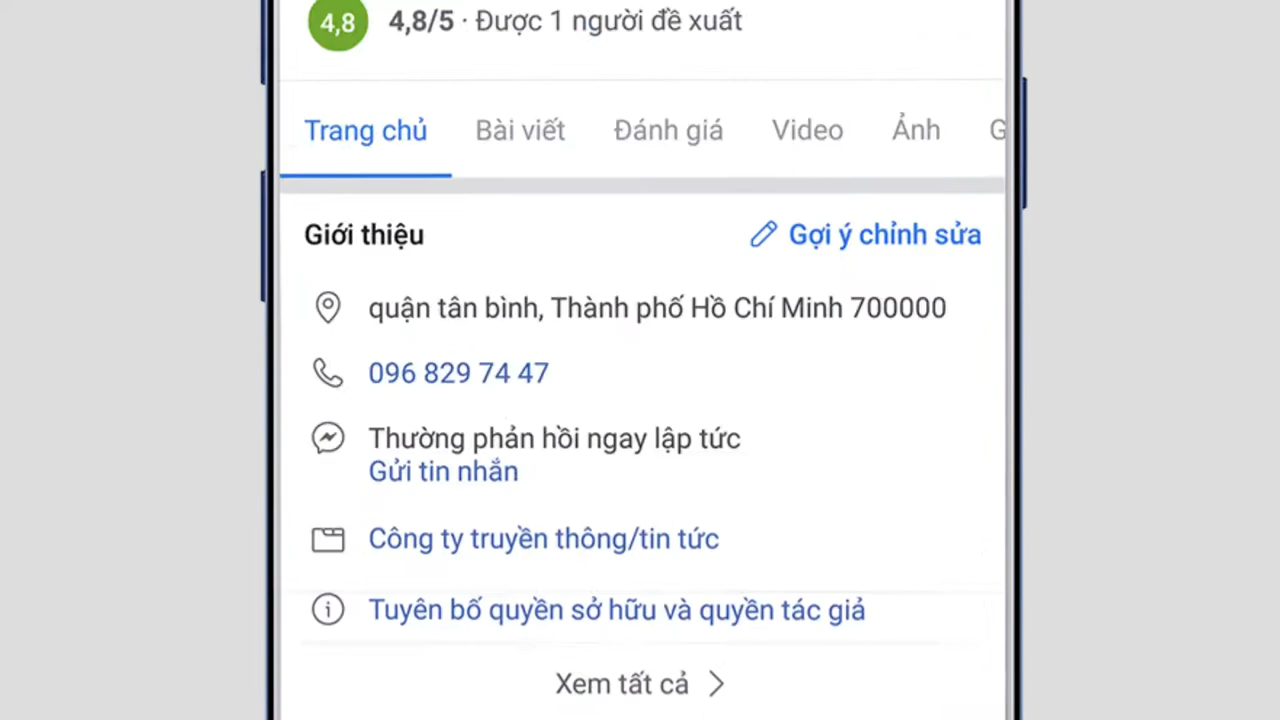 4,8 4,8/5 · Được 1 người đề xuất
Trang chủ Bài viết Đánh giá Video Ảnh G
Giới thiệu Gợi ý chỉnh sửa
quận tân bình, Thành phố Hồ Chí Minh 700000
096 829 74 47
Thường phản hồi ngay lập tức
Gửi tin nhắn
Công ty truyền thông/tin tức
Tuyên bố quyền sở hữu và quyền tác giả
Xem tất cả